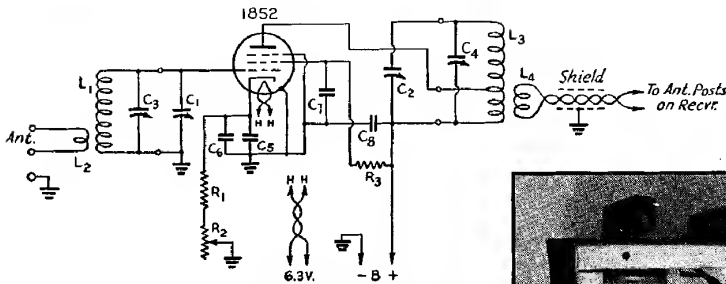 1852
L1
L2
Ant.
C3
C1
C6
C5
H H
R1
R2
H H
6.3V.
C7
C8
R3
- B +
C2
C4
L3
L4
Shield
To Ant. Posts
on Recvr.